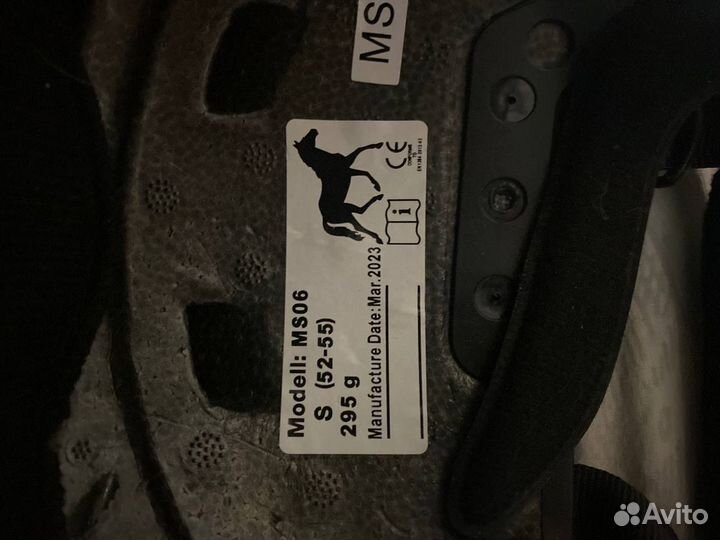 MS
CE
Modell: MS06
S (52-55)
295 g
Manufacture Date: Mar.2023
i
Avito